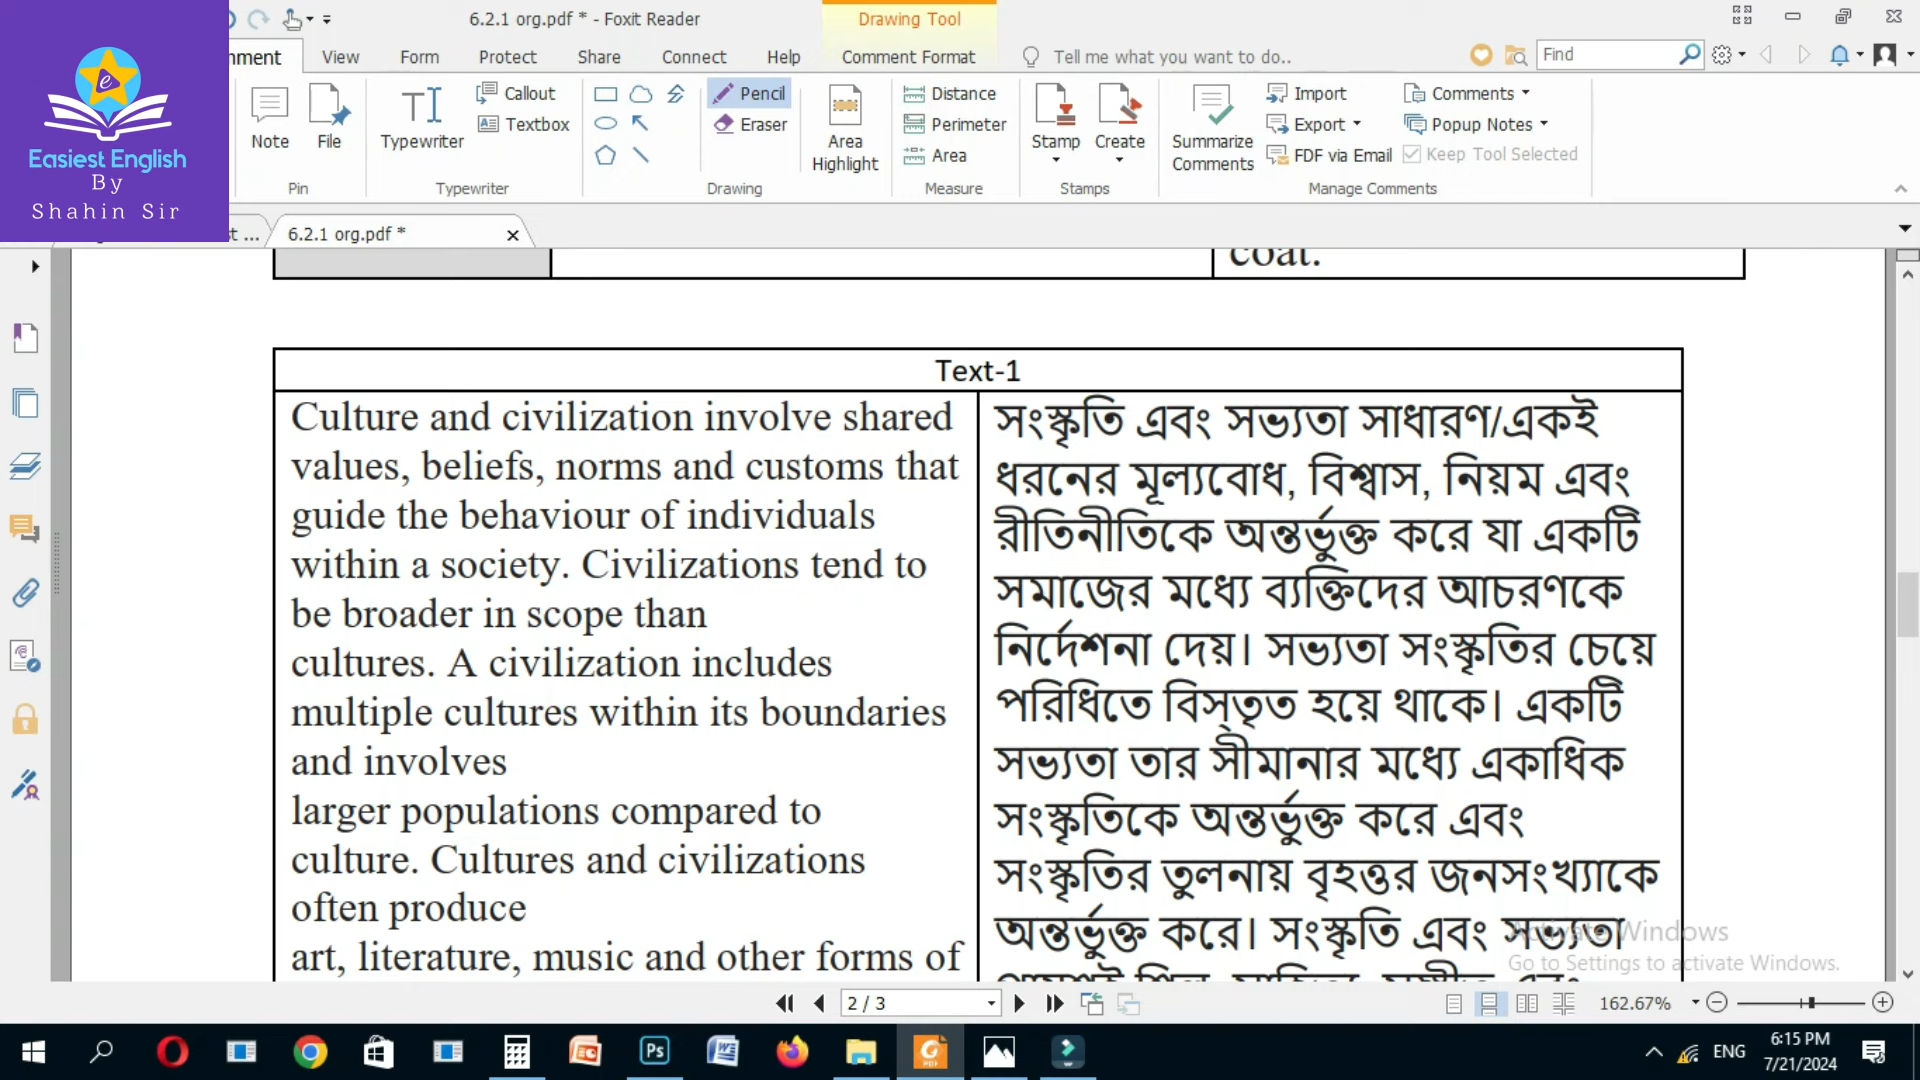 6.2.1 org.pdf * - Foxit Reader
Drawing Tool
View
Form
Protect
Share
Connect
Help
Comment Format
Tell me what you want to do..
Find
Note
File
Typewriter
Callout
Textbox
Pencil
Eraser
Area
Highlight
Distance
Perimeter
Area
Stamp
Create
Summarize
Comments
Import
Export
FDF via Email
Comments
Popup Notes
Keep Tool Selected
Pin
Typewriter
Drawing
Measure
Stamps
Manage Comments
Easiest English
By
Shahin Sir
6.2.1 org.pdf *
coat.
Text-1
Culture and civilization involve shared
values, beliefs, norms and customs that
guide the behaviour of individuals
within a society. Civilizations tend to
be broader in scope than
cultures. A civilization includes
multiple cultures within its boundaries
and involves
larger populations compared to
culture. Cultures and civilizations
often produce
art, literature, music and other forms of
সংস্কৃতি এবং সভ্যতা সাধারণ/একই
ধরনের মূল্যবোধ, বিশ্বাস, নিয়ম এবং
রীতিনীতিকে অন্তর্ভুক্ত করে যা একটি
সমাজের মধ্যে ব্যক্তিদের আচরণকে
নির্দেশনা দেয়। সভ্যতা সংস্কৃতির চেয়ে
পরিধিতে বিস্তৃত হয়ে থাকে। একটি
সভ্যতা তার সীমানার মধ্যে একাধিক
সংস্কৃতিকে অন্তর্ভুক্ত করে এবং
সংস্কৃতির তুলনায় বৃহত্তর জনসংখ্যাকে
অন্তর্ভুক্ত করে। সংস্কৃতি এবং সভ্যতা
Activate Windows
Go to Settings to activate Windows.
2 / 3
162.67%
ENG
6:15 PM
7/21/2024